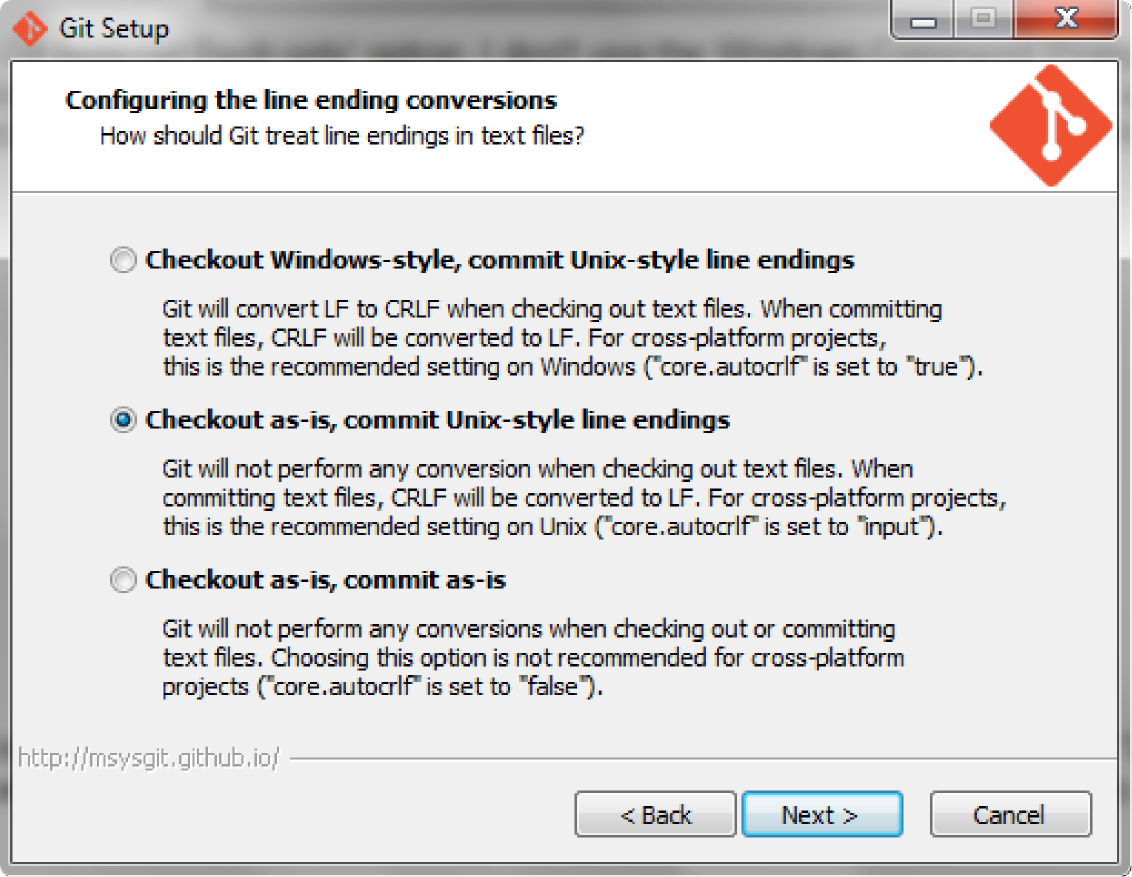 Git Setup
Configuring the line ending conversions
How should Git treat line endings in text files?
Checkout Windows-style, commit Unix-style line endings
Git will convert LF to CRLF when checking out text files. When committing
text files, CRLF will be converted to LF. For cross-platform projects,
this is the recommended setting on Windows ("core.autocrlf" is set to "true").
Checkout as-is, commit Unix-style line endings
Git will not perform any conversion when checking out text files. When
committing text files, CRLF will be converted to LF. For cross-platform projects,
this is the recommended setting on Unix ("core.autocrlf" is set to "input").
Checkout as-is, commit as-is
Git will not perform any conversions when checking out or committing
text files. Choosing this option is not recommended for cross-platform
projects ("core.autocrlf" is set to "false").
http://msysgit.github.io/
< Back Next > Cancel